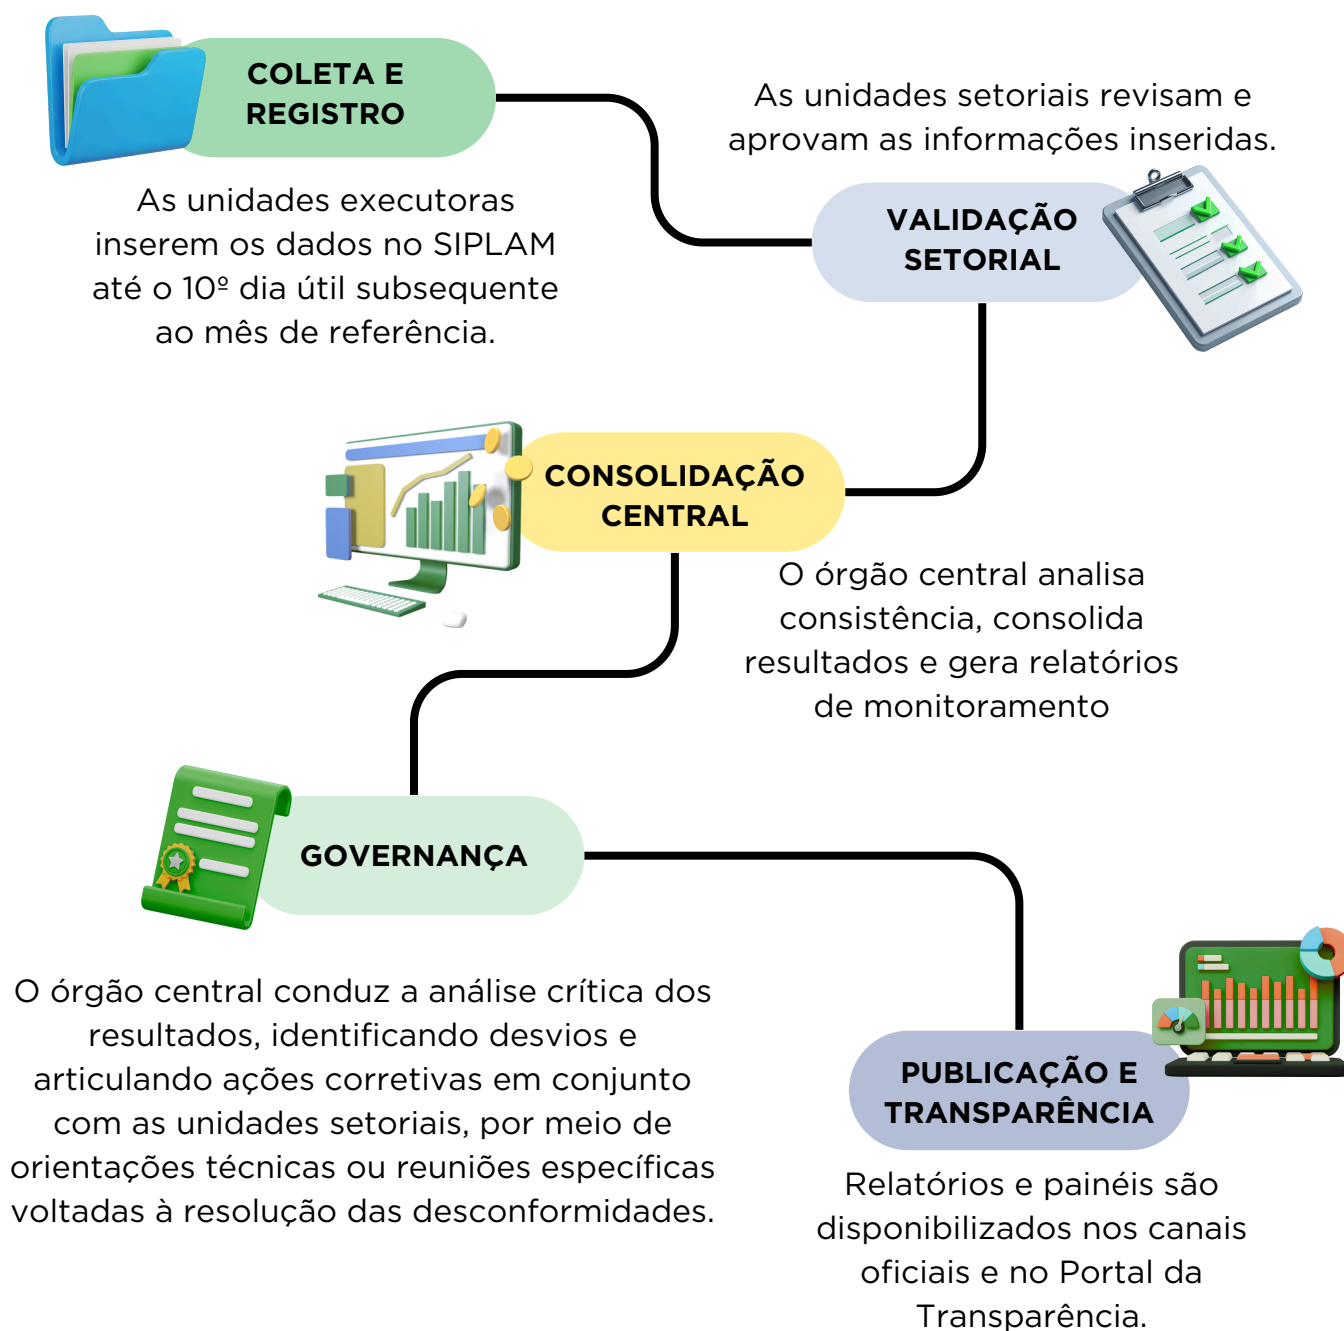 COLETA E
REGISTRO
As unidades executoras
inserem os dados no SIPLAM
até o 10º dia útil subsequente
ao mês de referência.
As unidades setoriais revisam e
aprovam as informações inseridas.
VALIDAÇÃO
SETORIAL
CONSOLIDAÇÃO
CENTRAL
O órgão central analisa
consistência, consolida
resultados e gera relatórios
de monitoramento
GOVERNANÇA
O órgão central conduz a análise crítica dos
resultados, identificando desvios e
articulando ações corretivas em conjunto
com as unidades setoriais, por meio de
orientações técnicas ou reuniões específicas
voltadas à resolução das desconformidades.
PUBLICAÇÃO E
TRANSPARÊNCIA
Relatórios e painéis são
disponibilizados nos canais
oficiais e no Portal da
Transparência.